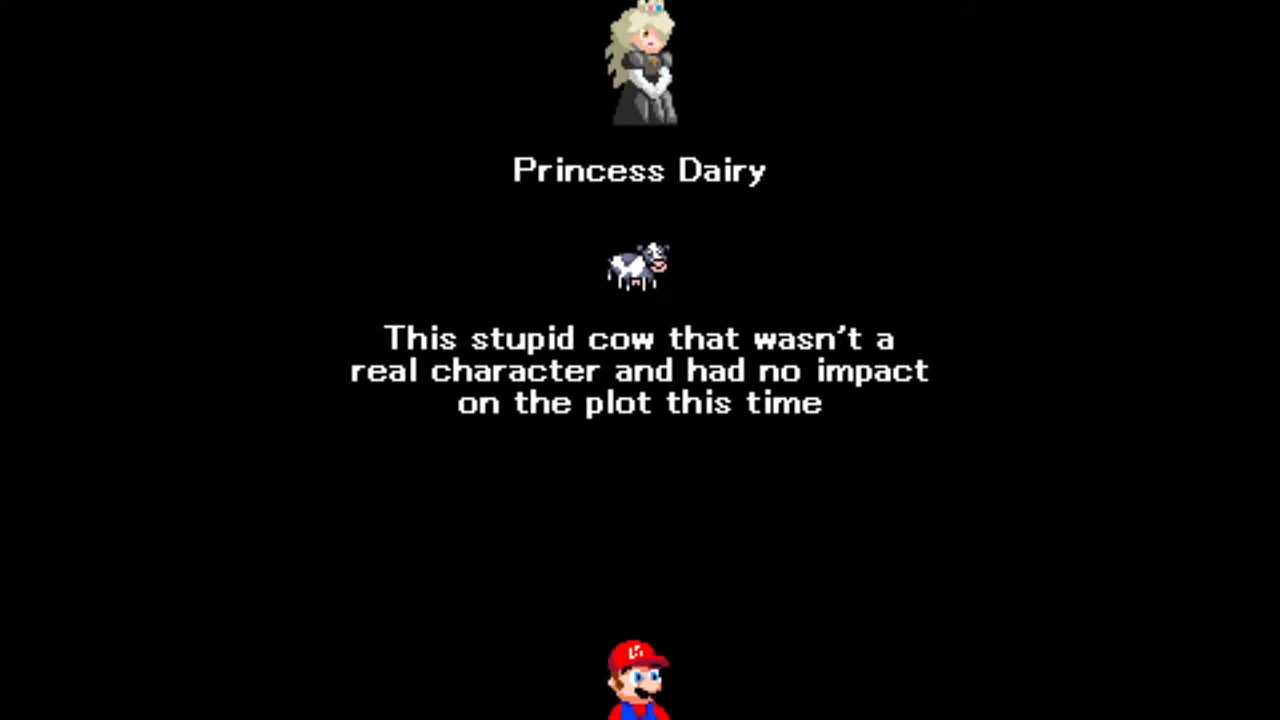 Princess Dairy
This stupid cow that wasn't a
real character and had no impact
on the plot this time